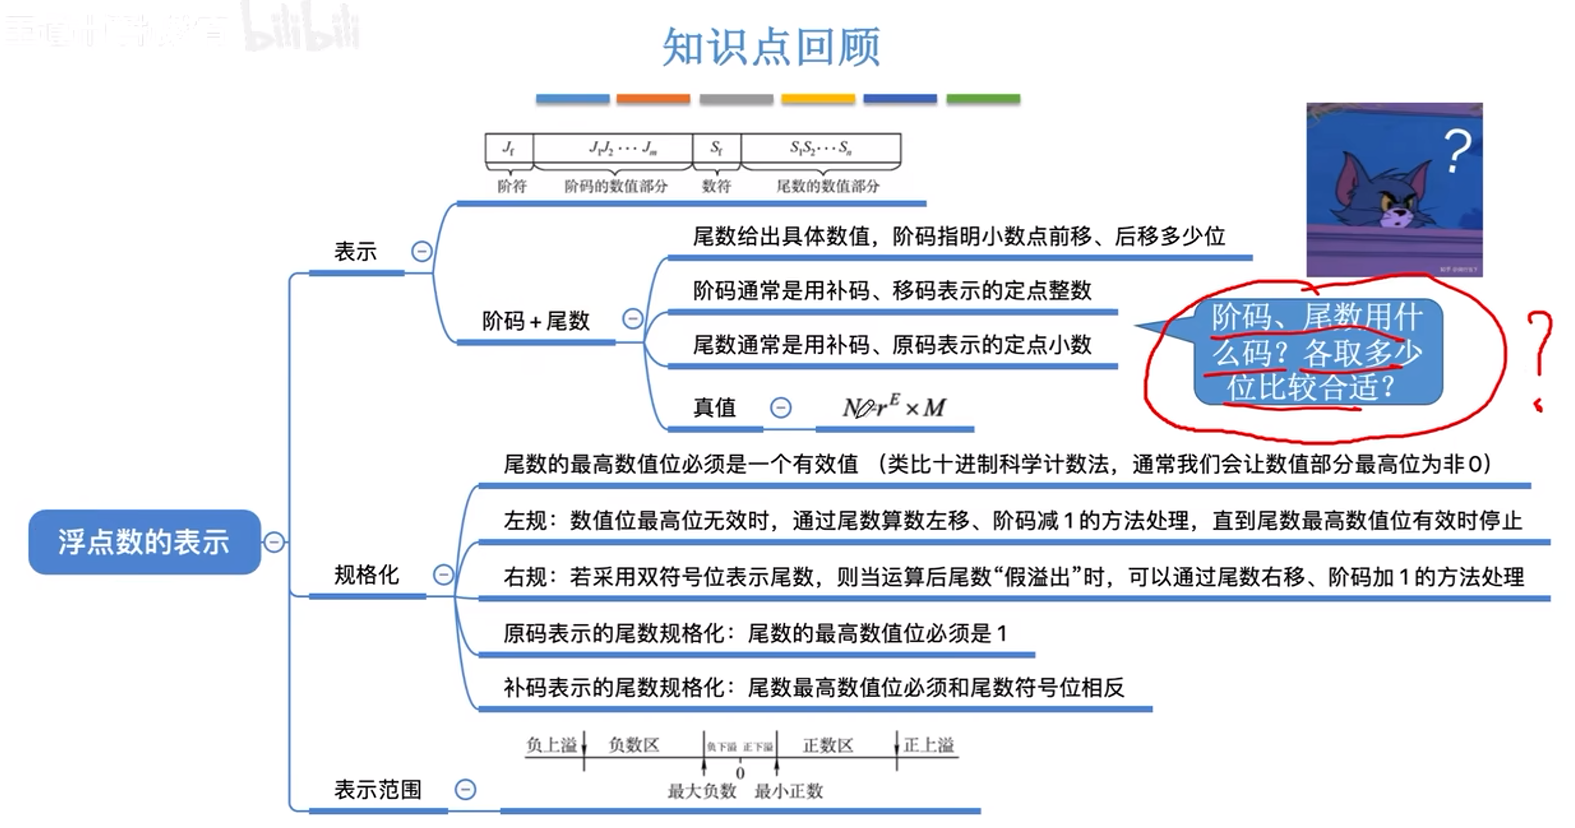 bilibili
知识点回顾
J_f J_1J_2 ··· J_m S_f S_1S_2 ··· S_n
阶符 阶码的数值部分 数符 尾数的数值部分
?
表示
阶码+尾数
尾数给出具体数值，阶码指明小数点前移、后移多少位
阶码通常是用补码、移码表示的定点整数
尾数通常是用补码、原码表示的定点小数
真值
r^E × M
阶码、尾数用什
么码？各取多少
位比较合适？
?
浮点数的表示
规格化
尾数的最高数值位必须是一个有效值 （类比十进制科学计数法，通常我们会让数值部分最高位为非0）
左规：数值位最高位无效时，通过尾数算数左移、阶码减1的方法处理，直到尾数最高数值位有效时停止
右规：若采用双符号位表示尾数，则当运算后尾数“假溢出”时，可以通过尾数右移、阶码加1的方法处理
原码表示的尾数规格化：尾数的最高数值位必须是1
补码表示的尾数规格化：尾数最高数值位必须和尾数符号位相反
表示范围
负上溢 负数区 负下溢 正下溢 正数区 正上溢
0
最大负数 最小正数